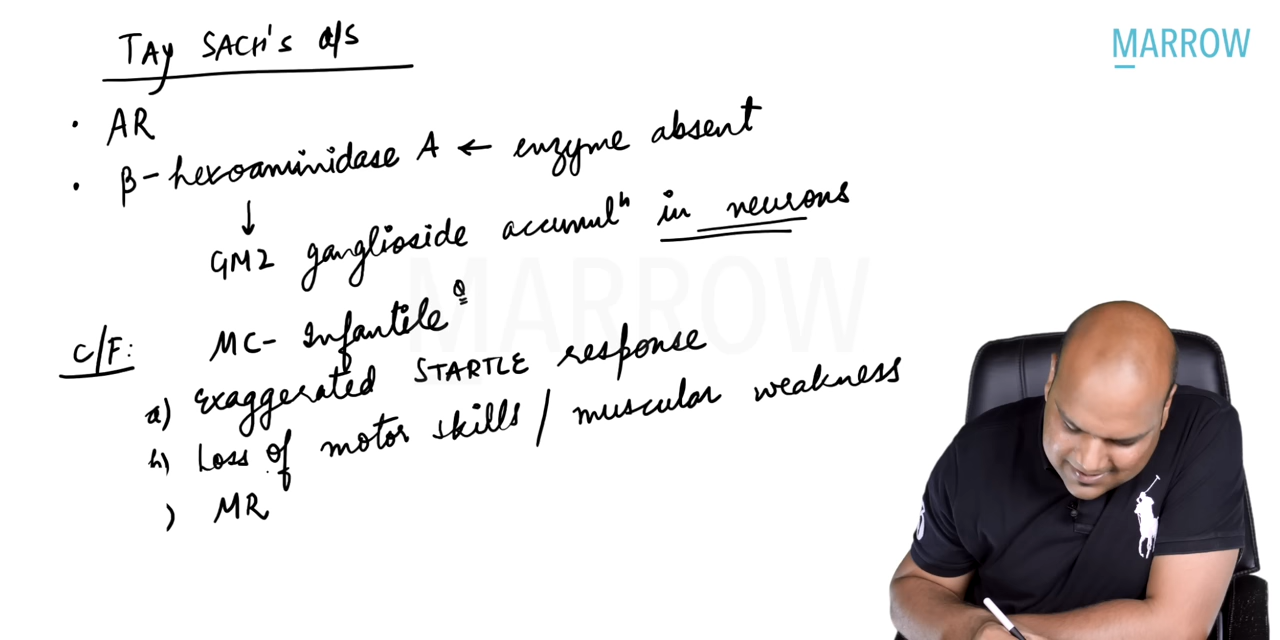 TAY SACH'S d/s
MARROW
• AR
• β-hexoaminidase A ← enzyme absent
↓
GM2 ganglioside accumulⁿ in neurons
MARROW
C/F: MC- Infantile Q
a) Exaggerated STARTLE response
b) Loss of motor skills / muscular weakness
) MR